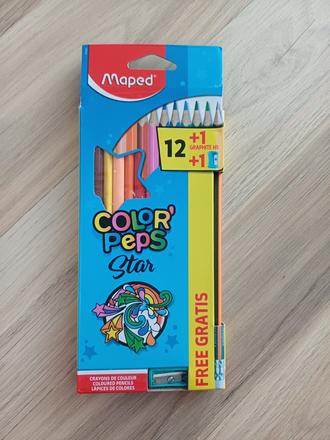 Maped®
+1
GRAPHITE HB
12 +1
COLOR'
PEPS
Star
FREE GRATIS
CRAYONS DE COULEUR
COLOURED PENCILS
LÁPICES DE COLORES